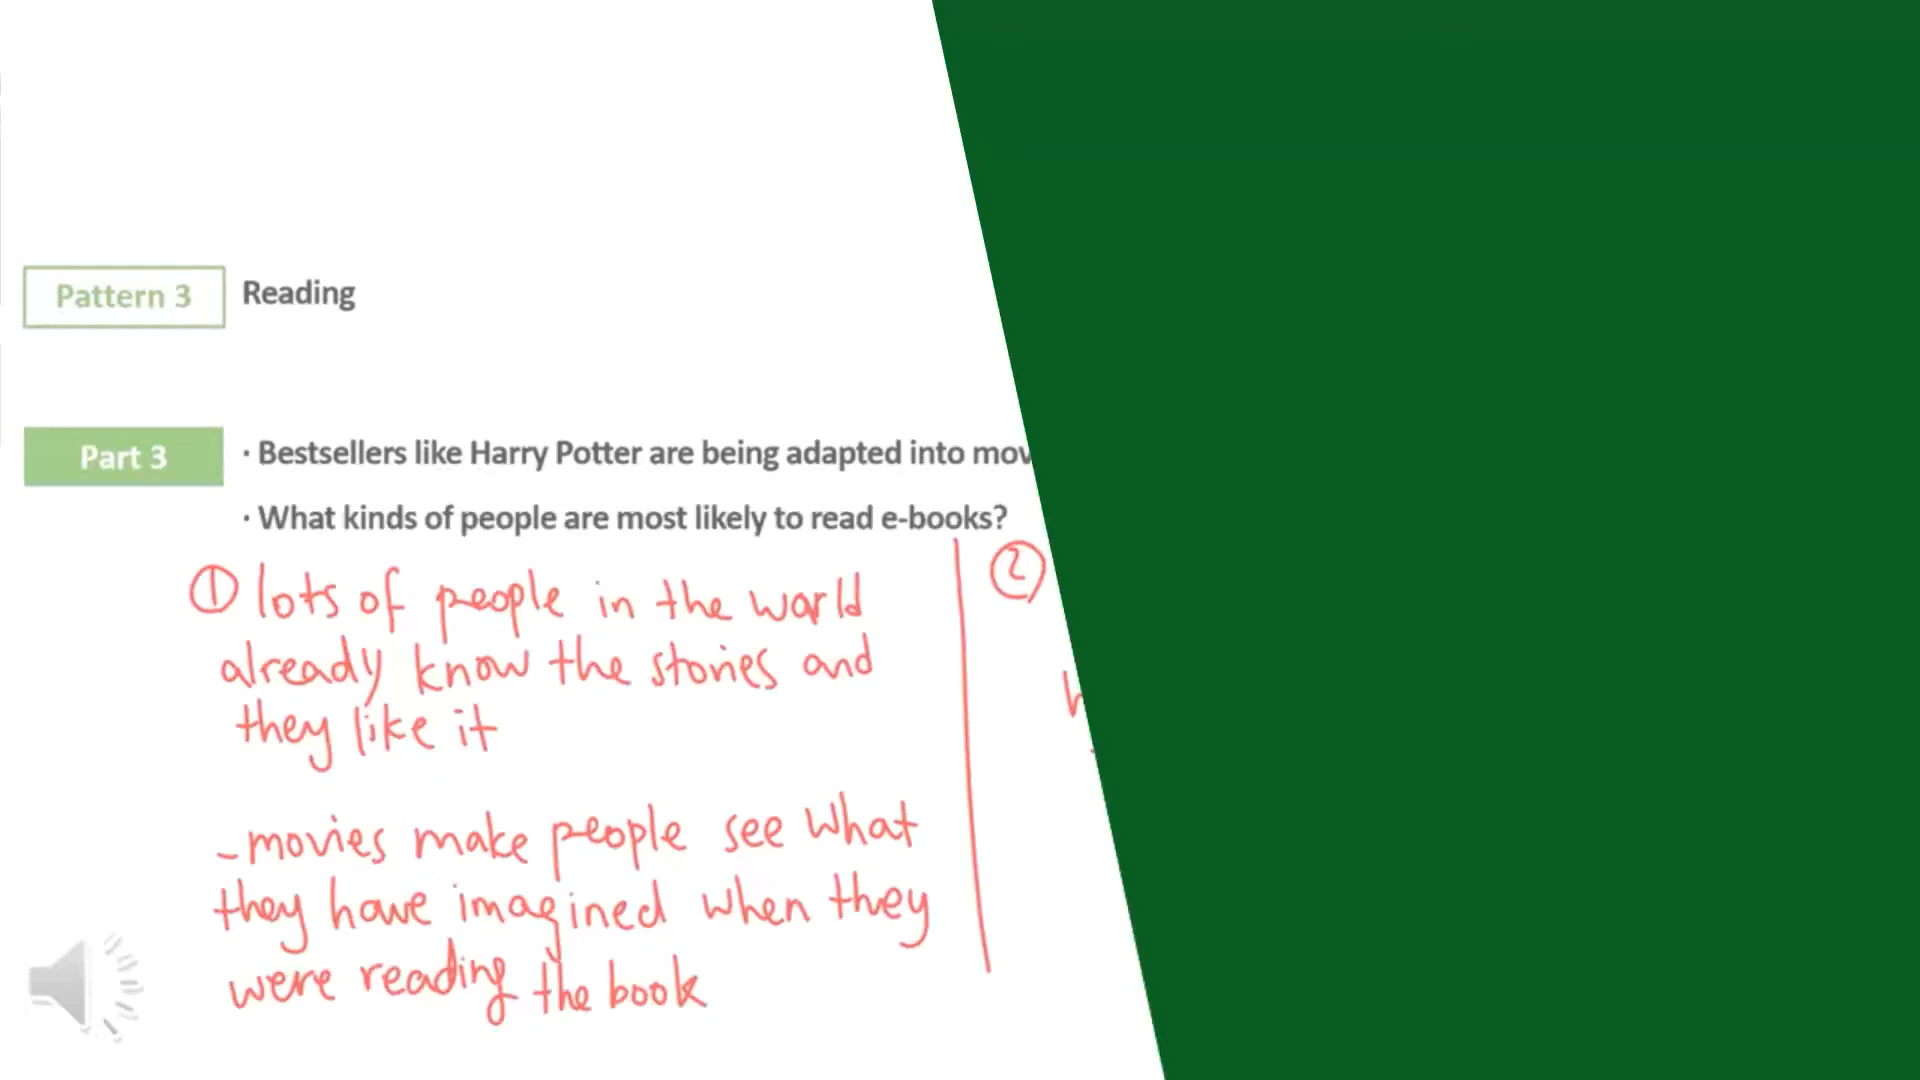 Pattern 3 Reading
Part 3 · Bestsellers like Harry Potter are being adapted into
· What kinds of people are most likely to read e-books?
① lots of people in the world
already know the stories and
they like it
- movies make people see what
they have imagined when they
were reading the book
②